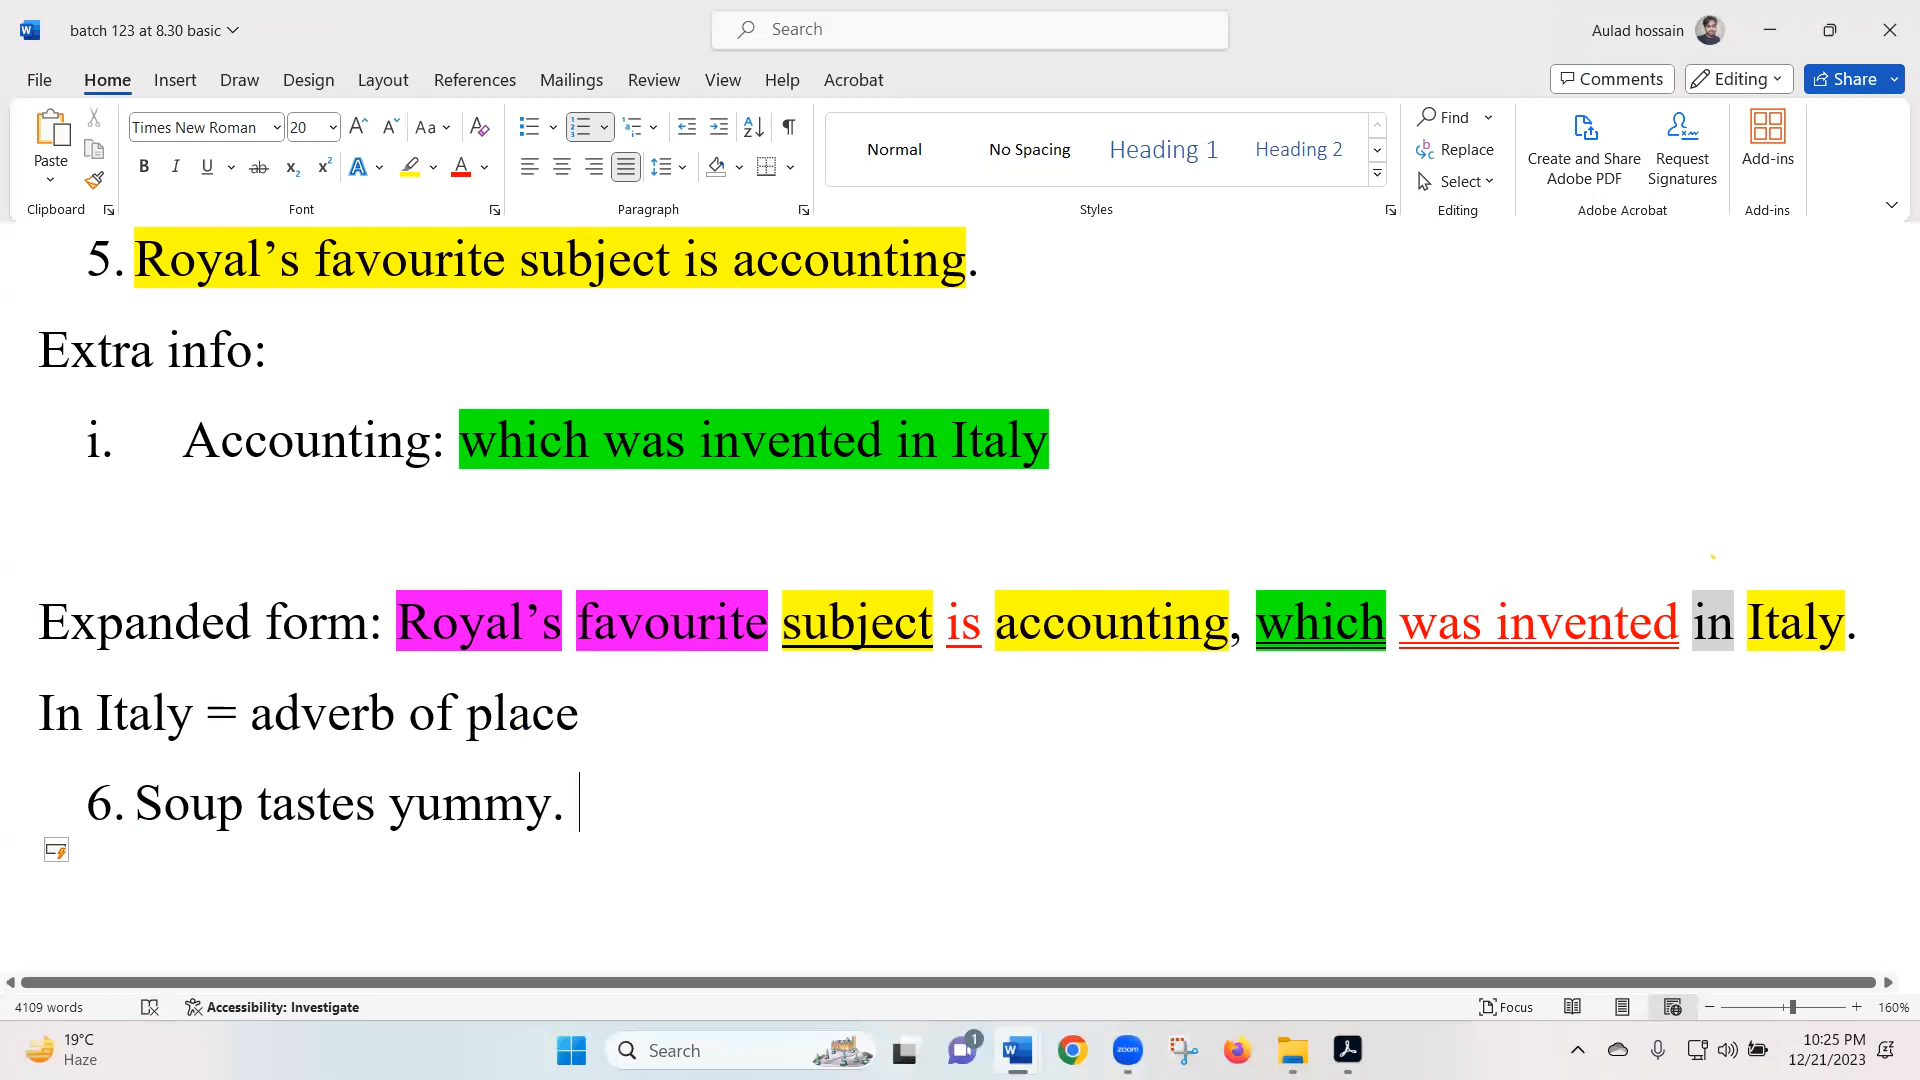 batch 123 at 8.30 basic
Search
Aulad hossain
File Home Insert Draw Design Layout References Mailings Review View Help Acrobat
Comments Editing Share
Paste
Times New Roman 20
Aa
Normal No Spacing Heading 1 Heading 2
Find
Replace
Select
Create and Share Adobe PDF
Request Signatures
Add-ins
Clipboard Font Paragraph Styles Editing Adobe Acrobat Add-ins
5. Royal’s favourite subject is accounting.
Extra info:
i. Accounting: which was invented in Italy
Expanded form: Royal’s favourite subject is accounting, which was invented in Italy.
In Italy = adverb of place
6. Soup tastes yummy.
4109 words
Accessibility: Investigate
Focus
160%
19°C
Haze
Search
1
zoom
10:25 PM
12/21/2023